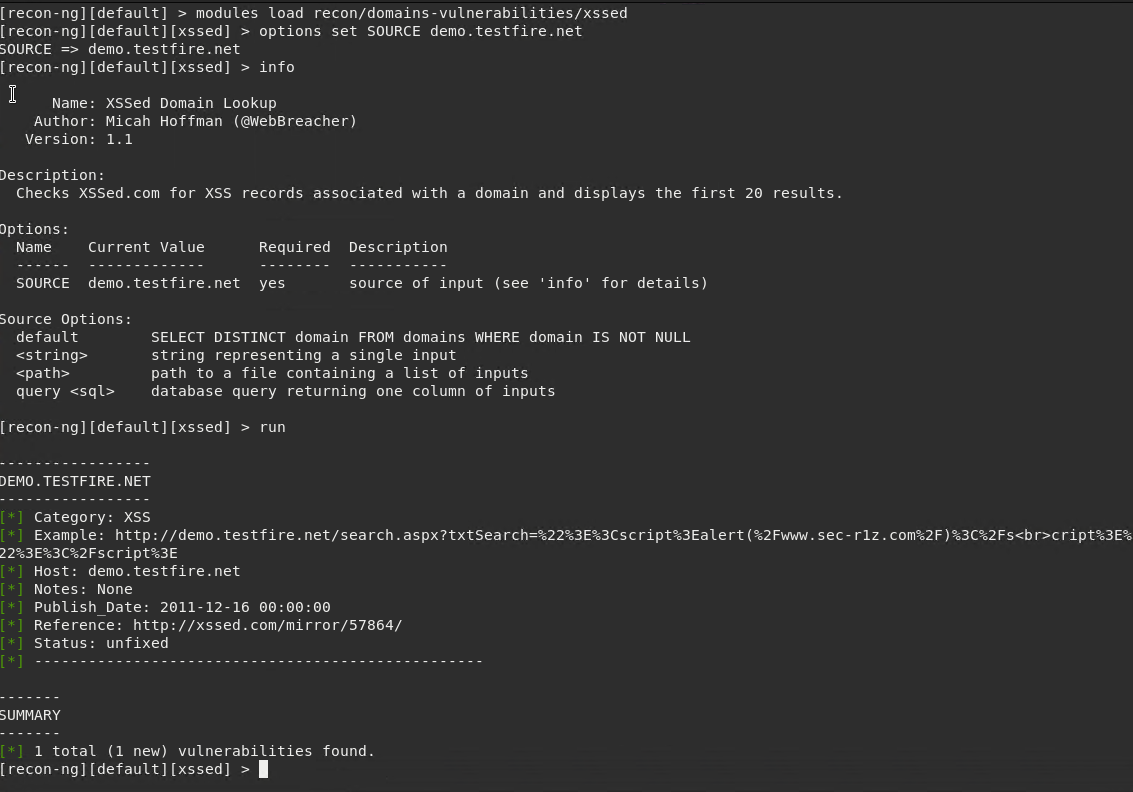 [recon-ng][default] > modules load recon/domains-vulnerabilities/xssed
[recon-ng][default][xssed] > options set SOURCE demo.testfire.net
SOURCE => demo.testfire.net
[recon-ng][default][xssed] > info

      Name: XSSed Domain Lookup
    Author: Micah Hoffman (@WebBreacher)
   Version: 1.1

Description:
  Checks XSSed.com for XSS records associated with a domain and displays the first 20 results.

Options:
  Name    Current Value      Required  Description
  ------  -------------      --------  -----------
  SOURCE  demo.testfire.net  yes       source of input (see 'info' for details)

Source Options:
  default        SELECT DISTINCT domain FROM domains WHERE domain IS NOT NULL
  <string>       string representing a single input
  <path>         path to a file containing a list of inputs
  query <sql>    database query returning one column of inputs

[recon-ng][default][xssed] > run

-----------------
DEMO.TESTFIRE.NET
-----------------
[*] Category: XSS
[*] Example: http://demo.testfire.net/search.aspx?txtSearch=%22%3E%3Cscript%3Ealert(%2Fwww.sec-r1z.com%2F)%3C%2Fs<br>cript%3E%
22%3E%3C%2Fscript%3E
[*] Host: demo.testfire.net
[*] Notes: None
[*] Publish_Date: 2011-12-16 00:00:00
[*] Reference: http://xssed.com/mirror/57864/
[*] Status: unfixed
[*] --------------------------------------------------

-------
SUMMARY
-------
[*] 1 total (1 new) vulnerabilities found.
[recon-ng][default][xssed] >